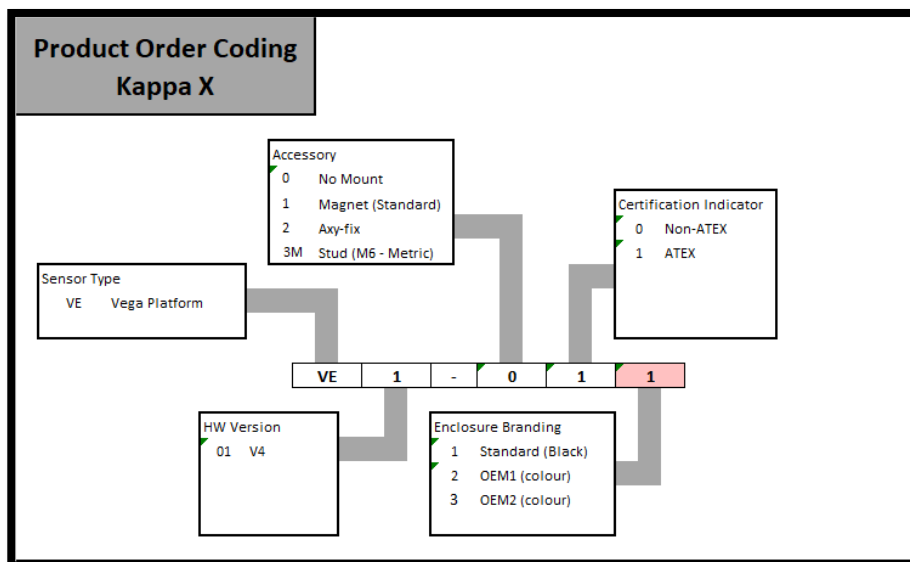 Product Order Coding
Kappa X
Accessory
0 No Mount
1 Magnet (Standard)
2 Axy-fix
3M Stud (M6 - Metric)
Certification Indicator
0 Non-ATEX
1 ATEX
Sensor Type
VE Vega Platform
VE 1 - 0 1 1
HW Version
01 V4
Enclosure Branding
1 Standard (Black)
2 OEM1 (colour)
3 OEM2 (colour)